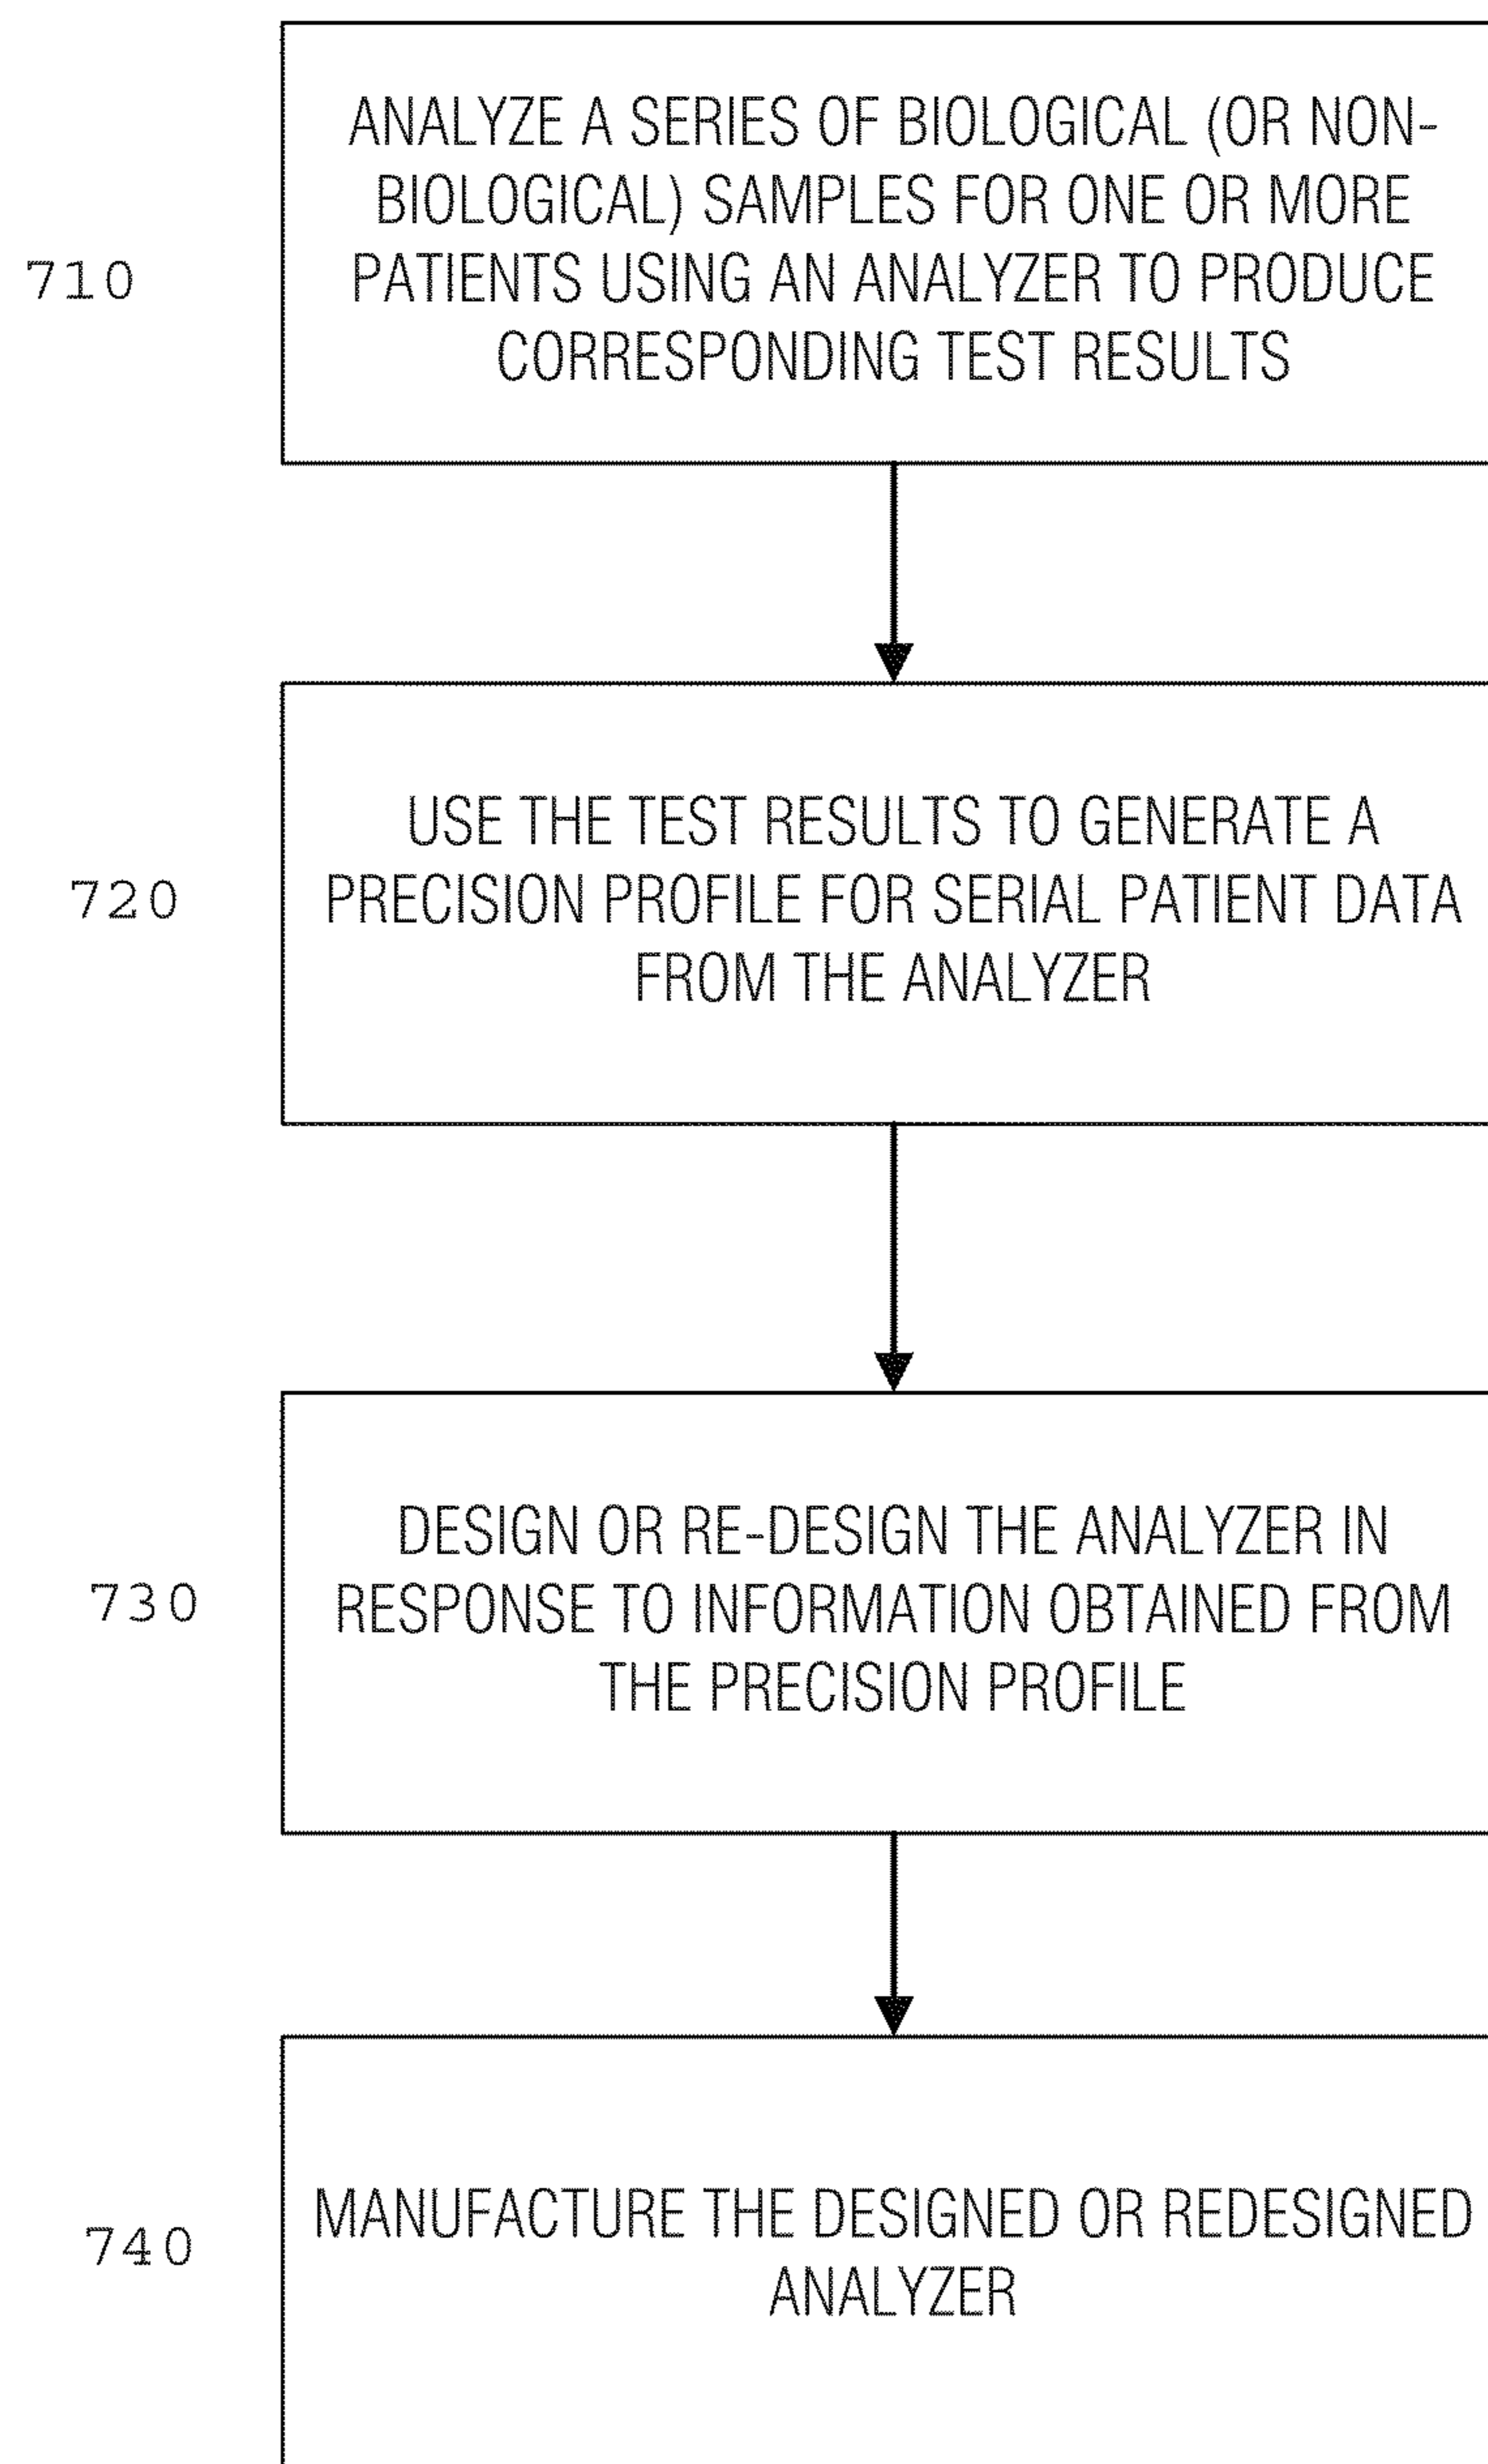 ANALYZE A SERIES OF BIOLOGICAL (OR NON-
BIOLOGICAL) SAMPLES FOR ONE OR MORE
710
PATIENTS USING AN ANALYZER TO PRODUCE
CORRESPONDING TEST RESULTS
USE THE TEST RESULTS TO GENERATE A
720
PRECISION PROFILE FOR SERIAL PATIENT DATA
FROM THE ANALYZER
DESIGN OR RE-DESIGN THE ANALYZER IN
730
RESPONSE TO INFORMATION OBTAINED FROM
THE PRECISION PROFILE
MANUFACTURE THE DESIGNED OR REDESIGNED
740
ANALYZER